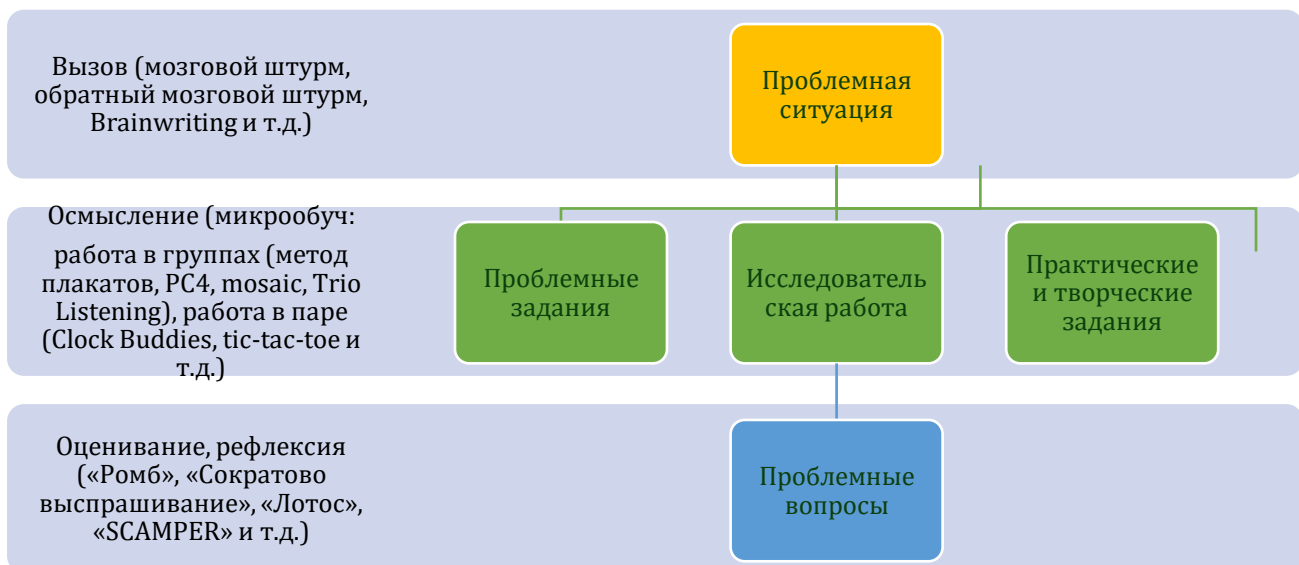 Вызов (мозговой штурм,
обратный мозговой штурм,
Brainwriting и т.д.)
Проблемная
ситуация
Осмысление (микрообуч:
работа в группах (метод
плакатов, PC4, mosaic, Trio
Listening), работа в паре
(Clock Buddies, tic-tac-toe и
т.д.)
Проблемные
задания
Исследователь
ская работа
Практические
и творческие
задания
Оценивание, рефлексия
(«Ромб», «Сократово
выспрашивание», «Лотос»,
«SCAMPER» и т.д.)
Проблемные
вопросы